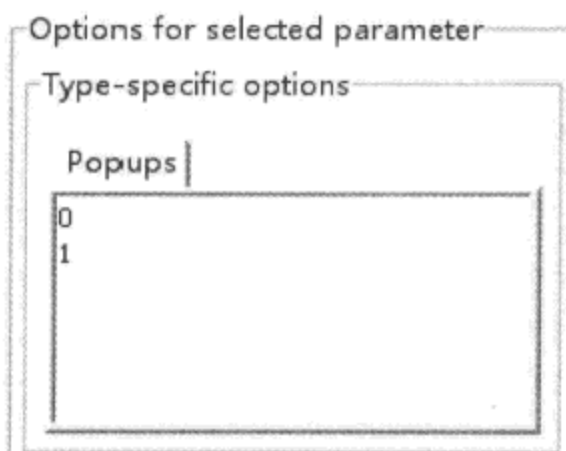 Options for selected parameter
Type-specific options
Popups
0
1